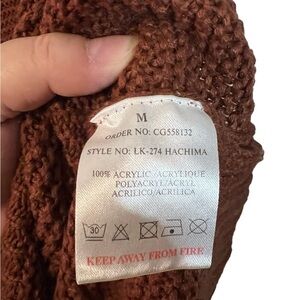 M
ORDER NO: CG558132
STYLE NO: LK-274 HACHIMA
100% ACRYLIC/ACRYLIQUE
POLYACRYL/ACRYL
ACRILICO/ACRILICA
30
KEEP AWAY FROM FIRE